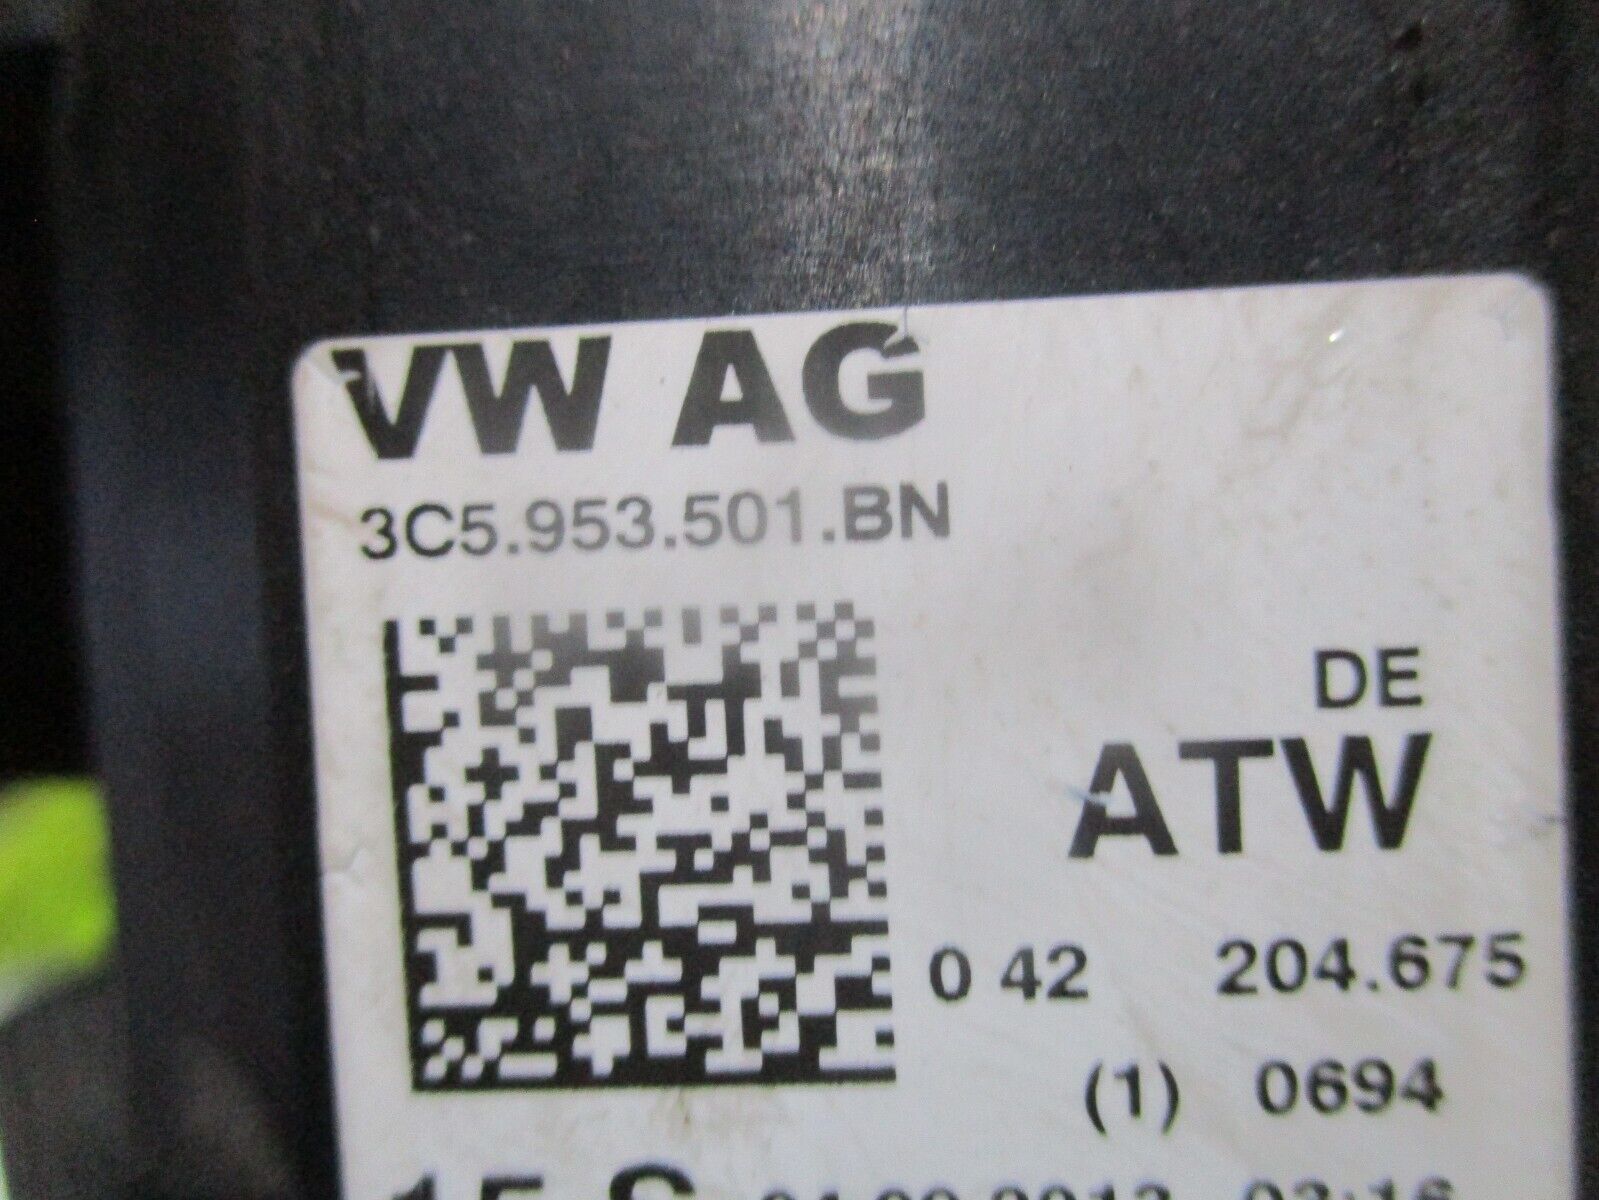 VW AG
3C5.953.501.BN
DE
ATW
0 42 204.675
(1) 0694